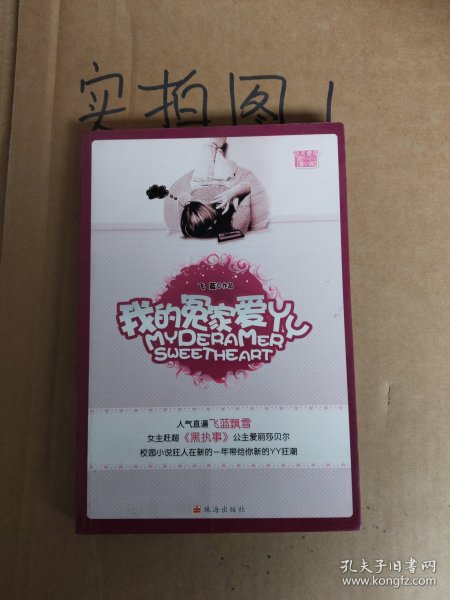 实拍图!
飞蓝◎作品
我的冤家爱YY
MYDERAMER
SWEETHEART
人气直逼飞蓝飘雪
女主赶超《黑执事》公主爱丽莎贝尔
校园小说狂人在新的一年带给你新的YY狂潮
珠海出版社
孔夫子旧书网
www.kongfz.com